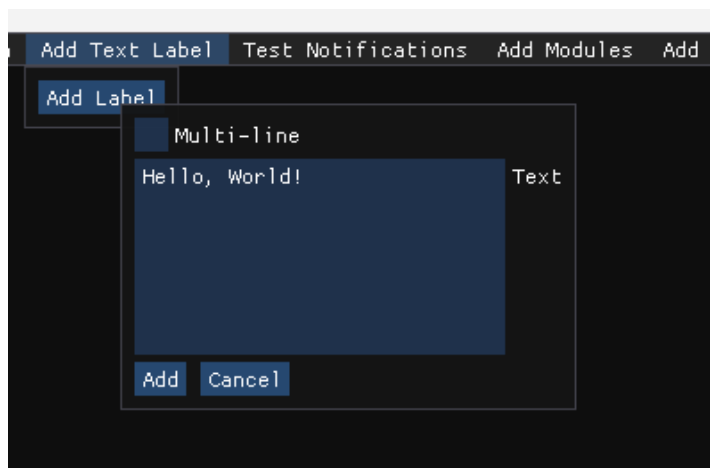 Add Text Label Test Notifications Add Modules Add
Add Label
Multi-line
Hello, World! Text
Add Cancel